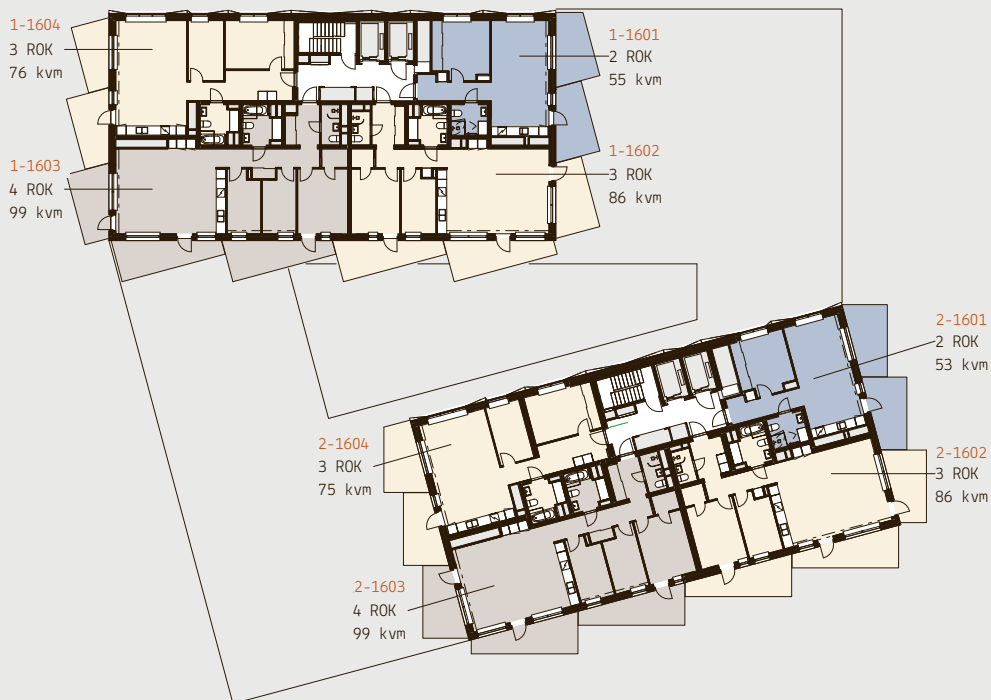 1-1604
3 ROK
76 kvm
1-1601
2 ROK
55 kvm
1-1603
4 ROK
99 kvm
1-1602
3 ROK
86 kvm
2-1601
2 ROK
53 kvm
2-1604
3 ROK
75 kvm
2-1602
3 ROK
86 kvm
2-1603
4 ROK
99 kvm